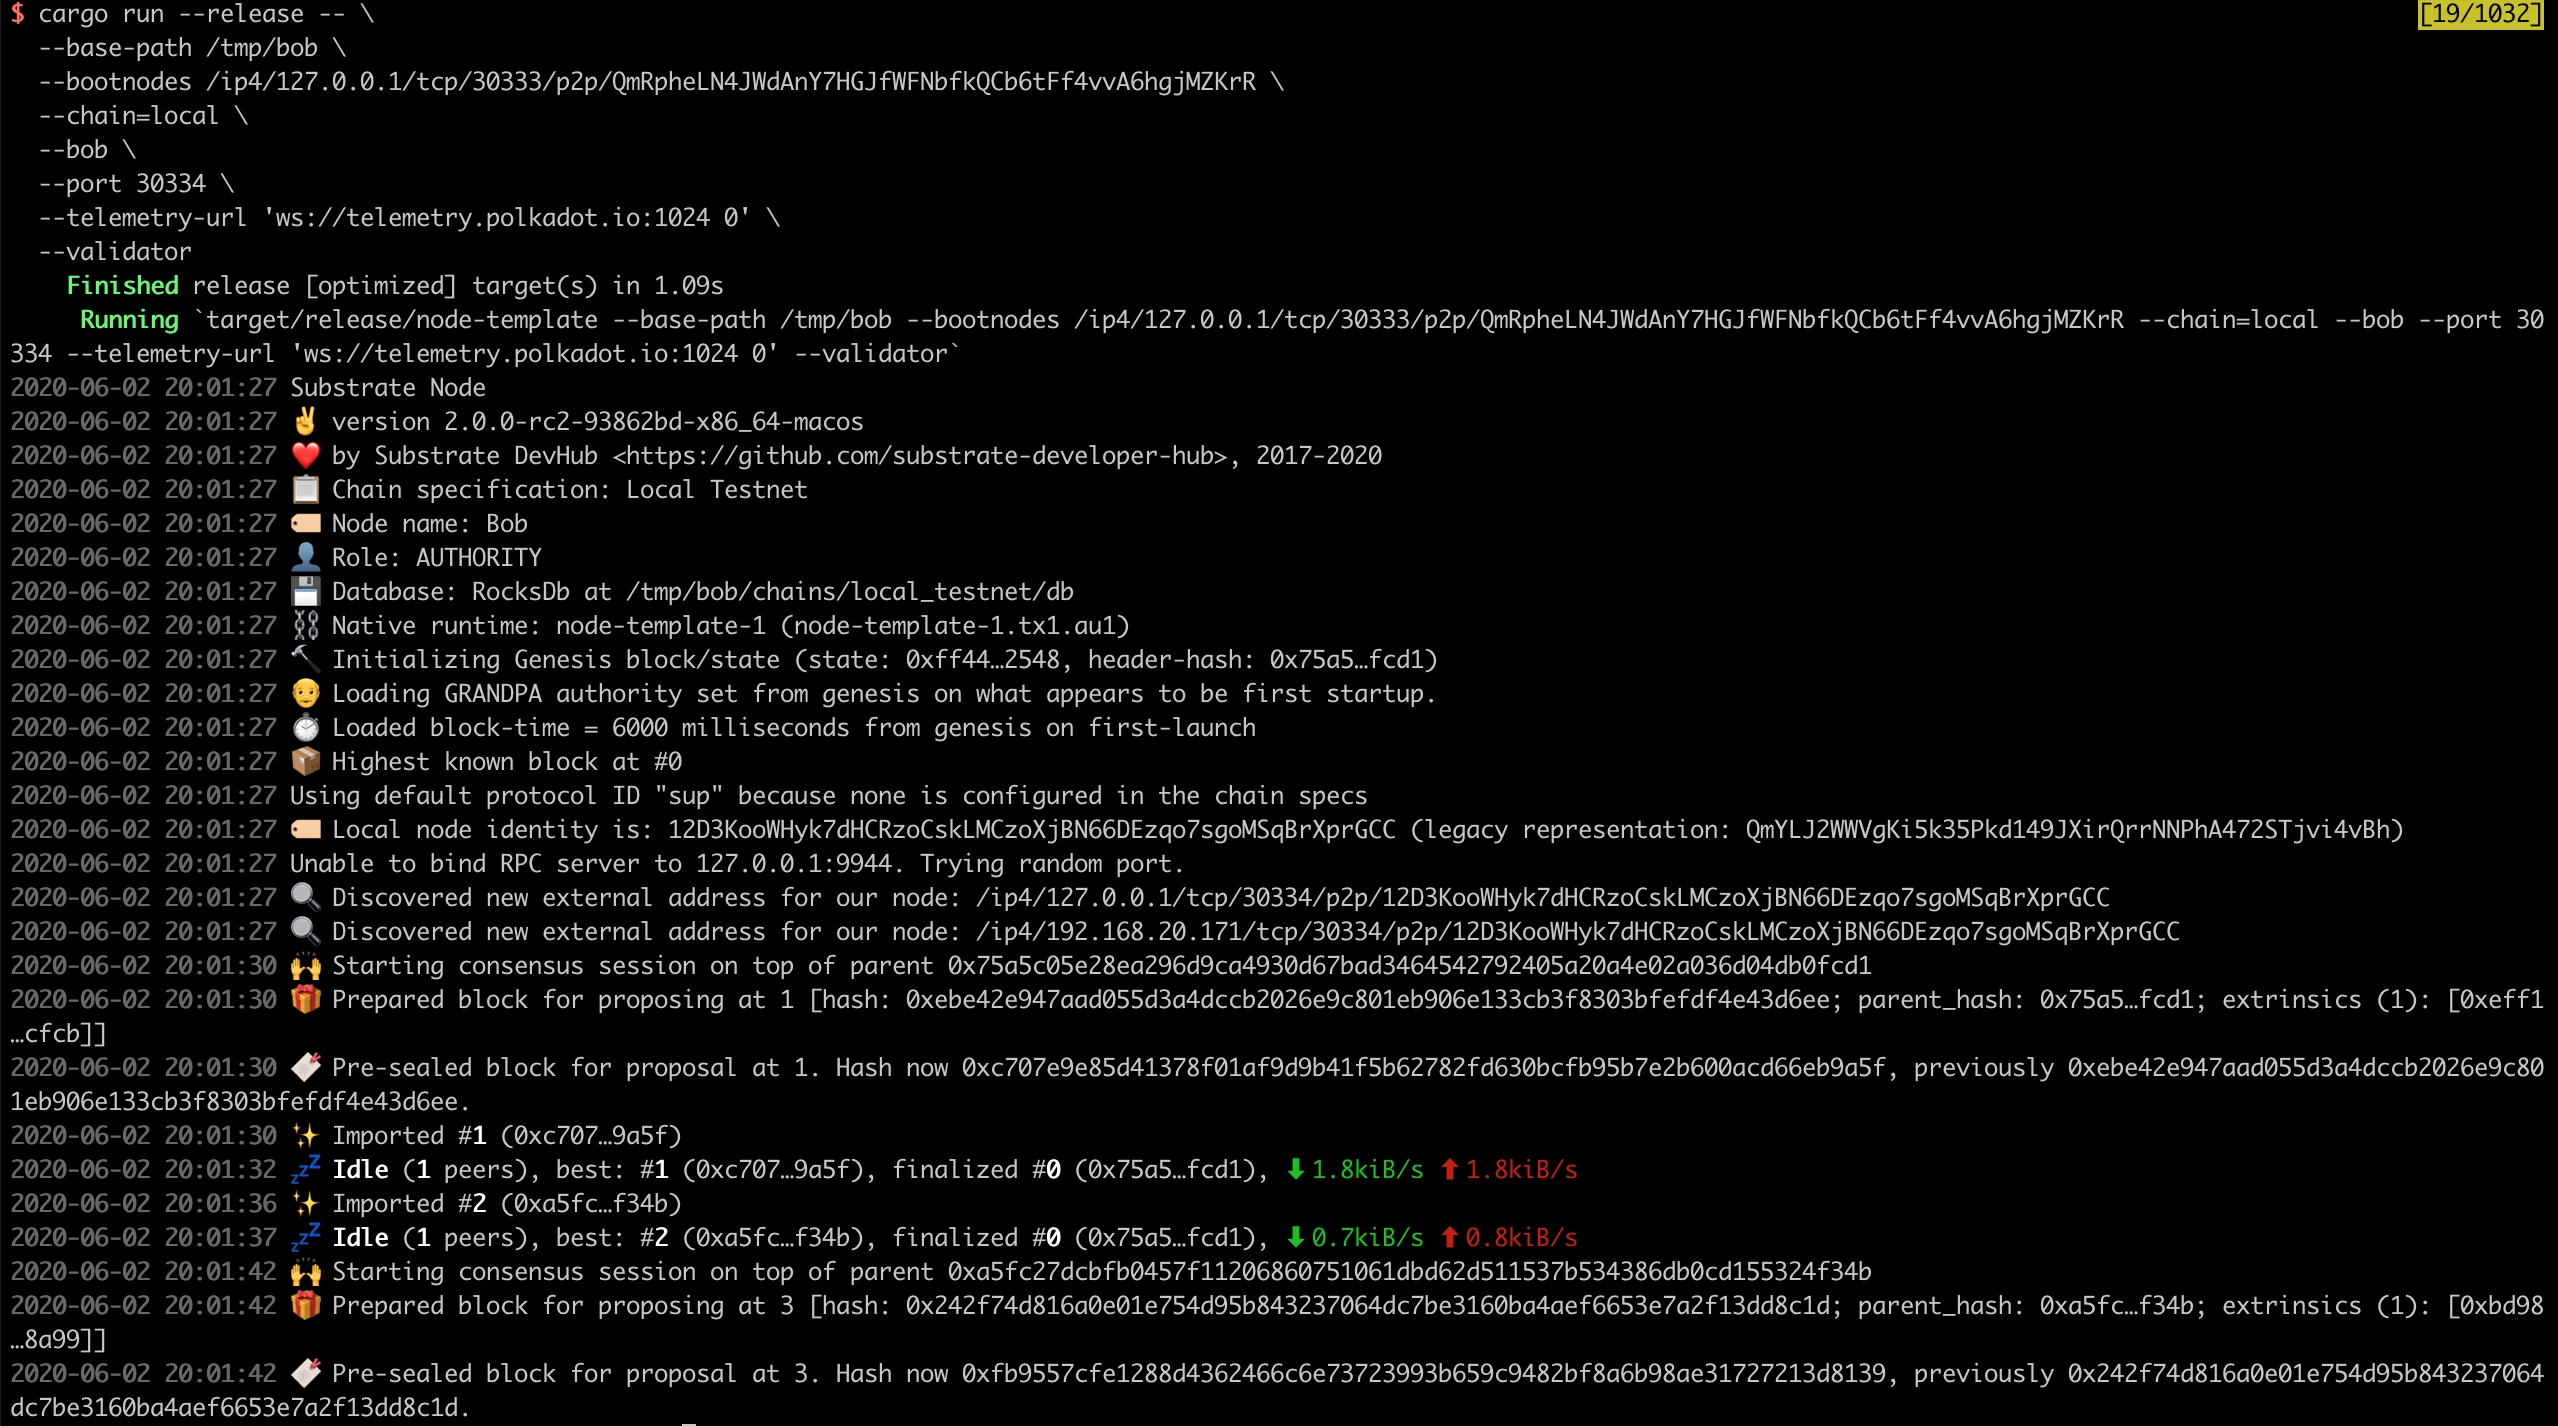 $ cargo run --release -- \
[19/1032]
--base-path /tmp/bob \
--bootnodes /ip4/127.0.0.1/tcp/30333/p2p/QmRpheLN4JWdAnY7HGJfWFNbfkQCb6tFf4vvA6hgjMZKrR \
--chain=local \
--bob \
--port 30334 \
--telemetry-url 'ws://telemetry.polkadot.io:1024 0' \
--validator
Finished release [optimized] target(s) in 1.09s
Running `target/release/node-template --base-path /tmp/bob --bootnodes /ip4/127.0.0.1/tcp/30333/p2p/QmRpheLN4JWdAnY7HGJfWFNbfkQCb6tFf4vvA6hgjMZKrR --chain=local --bob --port 30
334 --telemetry-url 'ws://telemetry.polkadot.io:1024 0' --validator`
2020-06-02 20:01:27 Substrate Node
2020-06-02 20:01:27 ✌️ version 2.0.0-rc2-93862bd-x86_64-macos
2020-06-02 20:01:27 ❤️ by Substrate DevHub <https://github.com/substrate-developer-hub>, 2017-2020
2020-06-02 20:01:27 📋 Chain specification: Local Testnet
2020-06-02 20:01:27 🏷 Node name: Bob
2020-06-02 20:01:27 👤 Role: AUTHORITY
2020-06-02 20:01:27 💾 Database: RocksDb at /tmp/bob/chains/local_testnet/db
2020-06-02 20:01:27 ⛓ Native runtime: node-template-1 (node-template-1.tx1.au1)
2020-06-02 20:01:27 🔨 Initializing Genesis block/state (state: 0xff44…2548, header-hash: 0x75a5…fcd1)
2020-06-02 20:01:27 👴 Loading GRANDPA authority set from genesis on what appears to be first startup.
2020-06-02 20:01:27 ⏱ Loaded block-time = 6000 milliseconds from genesis on first-launch
2020-06-02 20:01:27 📦 Highest known block at #0
2020-06-02 20:01:27 Using default protocol ID "sup" because none is configured in the chain specs
2020-06-02 20:01:27 🏷 Local node identity is: 12D3KooWHyk7dHCRzoCskLMCzoXjBN66DEzqo7sgoMSqBrXprGCC (legacy representation: QmYLJ2WWVgKi5k35Pkd149JXirQrrNNPhA472STjvi4vBh)
2020-06-02 20:01:27 Unable to bind RPC server to 127.0.0.1:9944. Trying random port.
2020-06-02 20:01:27 🔍 Discovered new external address for our node: /ip4/127.0.0.1/tcp/30334/p2p/12D3KooWHyk7dHCRzoCskLMCzoXjBN66DEzqo7sgoMSqBrXprGCC
2020-06-02 20:01:27 🔍 Discovered new external address for our node: /ip4/192.168.20.171/tcp/30334/p2p/12D3KooWHyk7dHCRzoCskLMCzoXjBN66DEzqo7sgoMSqBrXprGCC
2020-06-02 20:01:30 🙌 Starting consensus session on top of parent 0x75a5c05e28ea296d9ca4930d67bad3464542792405a20a4e02a036d04db0fcd1
2020-06-02 20:01:30 🎁 Prepared block for proposing at 1 [hash: 0xebe42e947aad055d3a4dccb2026e9c801eb906e133cb3f8303bfefdf4e43d6ee; parent_hash: 0x75a5…fcd1; extrinsics (1): [0xeff1
…cfcb]]
2020-06-02 20:01:30 🔖 Pre-sealed block for proposal at 1. Hash now 0xc707e9e85d41378f01af9d9b41f5b62782fd630bcfb95b7e2b600acd66eb9a5f, previously 0xebe42e947aad055d3a4dccb2026e9c80
1eb906e133cb3f8303bfefdf4e43d6ee.
2020-06-02 20:01:30 ✨ Imported #1 (0xc707…9a5f)
2020-06-02 20:01:32 💤 Idle (1 peers), best: #1 (0xc707…9a5f), finalized #0 (0x75a5…fcd1), ⬇ 1.8kiB/s ⬆ 1.8kiB/s
2020-06-02 20:01:36 ✨ Imported #2 (0xa5fc…f34b)
2020-06-02 20:01:37 💤 Idle (1 peers), best: #2 (0xa5fc…f34b), finalized #0 (0x75a5…fcd1), ⬇ 0.7kiB/s ⬆ 0.8kiB/s
2020-06-02 20:01:42 🙌 Starting consensus session on top of parent 0xa5fc27dcbfb0457f11206860751061dbd62d511537b534386db0cd155324f34b
2020-06-02 20:01:42 🎁 Prepared block for proposing at 3 [hash: 0x242f74d816a0e01e754d95b843237064dc7be3160ba4aef6653e7a2f13dd8c1d; parent_hash: 0xa5fc…f34b; extrinsics (1): [0xbd98
…8a99]]
2020-06-02 20:01:42 🔖 Pre-sealed block for proposal at 3. Hash now 0xfb9557cfe1288d4362466c6e73723993b659c9482bf8a6b98ae31727213d8139, previously 0x242f74d816a0e01e754d95b843237064
dc7be3160ba4aef6653e7a2f13dd8c1d.